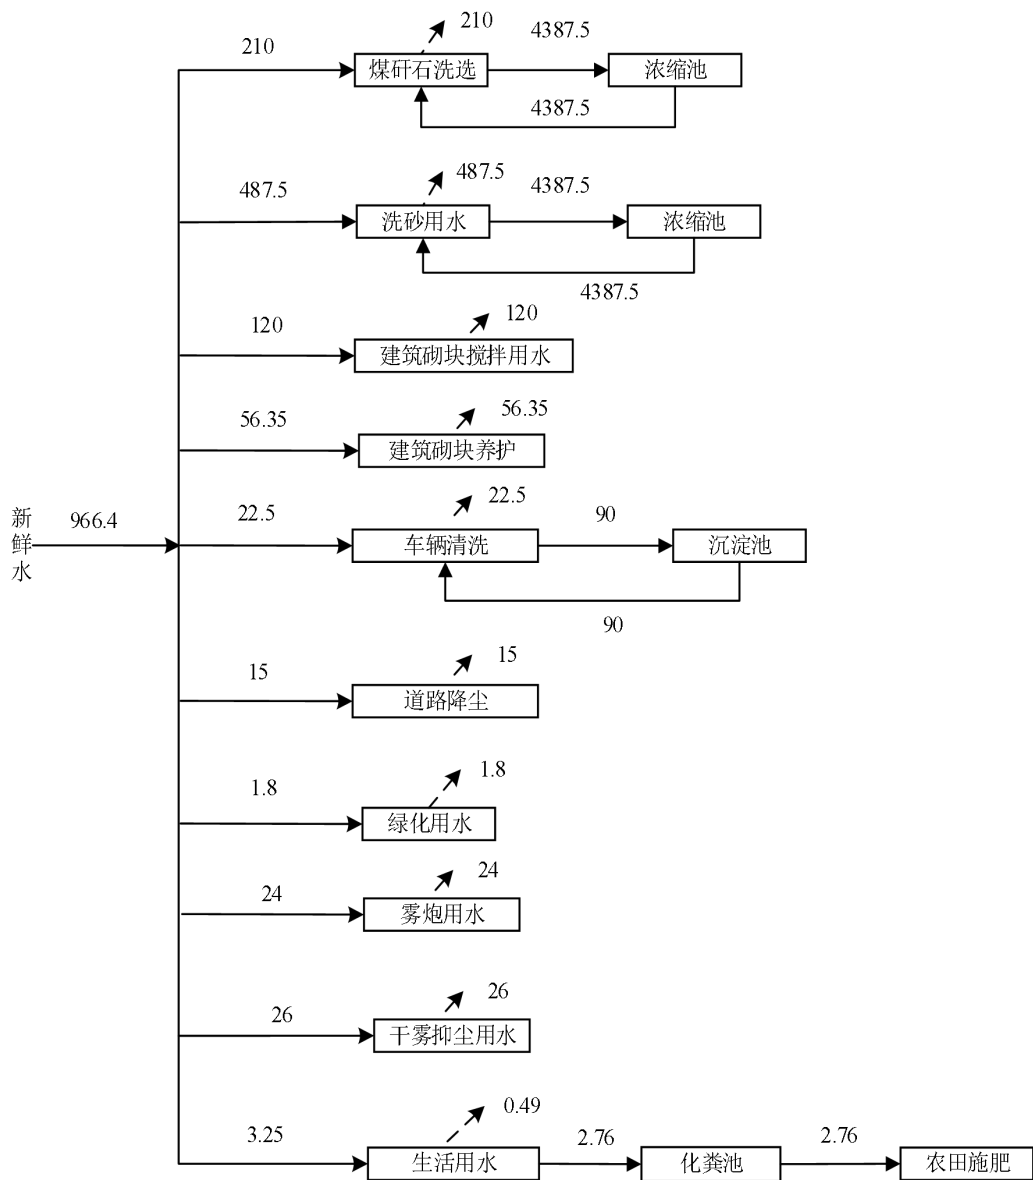 210
4387.5
210
煤矸石洗选
浓缩池
4387.5
487.5
4387.5
487.5
洗砂用水
浓缩池
4387.5
120
120
建筑砌块搅拌用水
56.35
56.35
建筑砌块养护
新鲜水
966.4
22.5
22.5
90
车辆清洗
沉淀池
90
15
15
道路降尘
1.8
1.8
绿化用水
24
24
雾炮用水
26
26
干雾抑尘用水
0.49
3.25
2.76
2.76
生活用水
化粪池
农田施肥